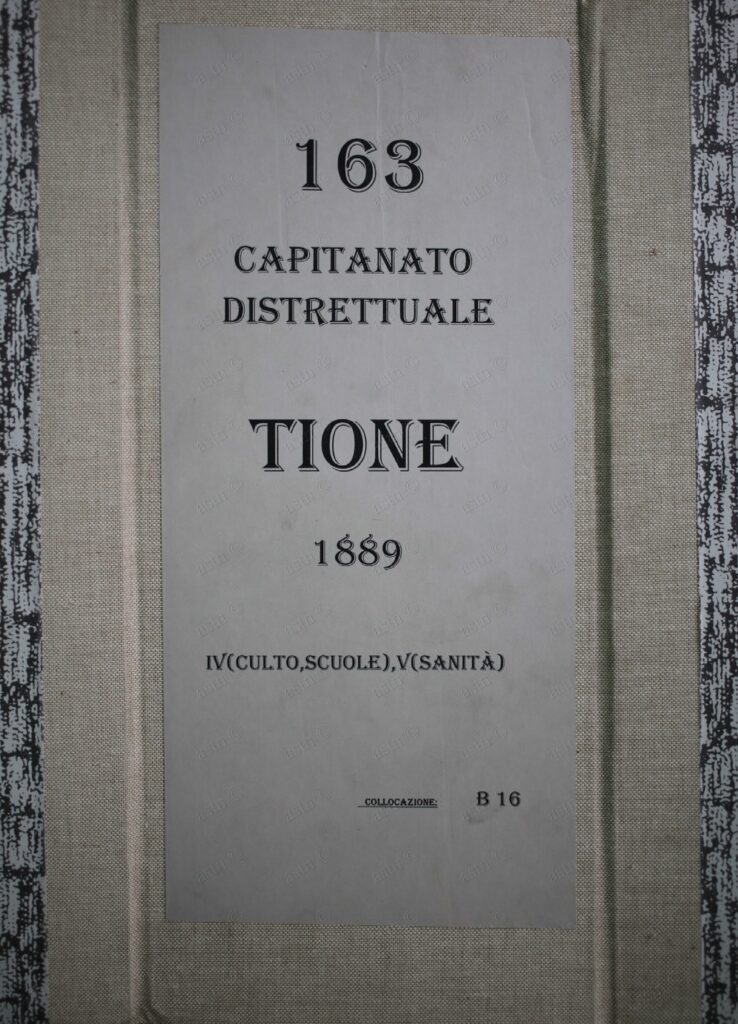 163
CAPITANATO
DISTRETTUALE
TIONE
1889
IV(CULTO,SCUOLE),V(SANITÀ)
COLLOCAZIONE: B 16